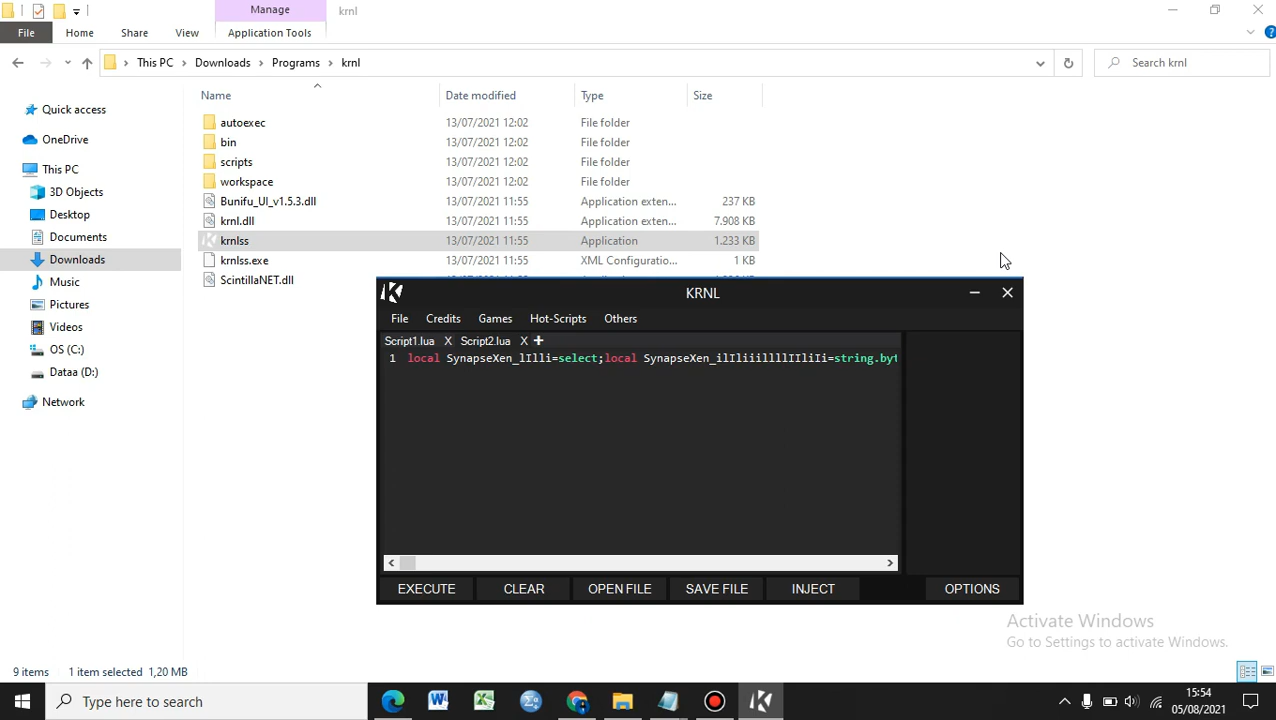 Manage
krnl
File
Home
Share
View
Application Tools
This PC
Downloads
Programs
krnl
Search krnl
Name
Date modified
Type
Size
Quick access
OneDrive
This PC
3D Objects
Desktop
Documents
Downloads
Music
Pictures
Videos
OS (C:)
Dataa (D:)
Network
autoexec 13/07/2021 12:02 File folder
bin 13/07/2021 12:02 File folder
scripts 13/07/2021 12:02 File folder
workspace 13/07/2021 12:02 File folder
Bunifu_UI_v1.5.3.dll 13/07/2021 11:55 Application exten... 237 KB
krnl.dll 13/07/2021 11:55 Application exten... 7.908 KB
krnlss 13/07/2021 11:55 Application 1.233 KB
krnlss.exe 13/07/2021 11:55 XML Configuratio... 1 KB
ScintillaNET.dll
KRNL
File Credits Games Hot-Scripts Others
Script1.lua X Script2.lua X
1 local SynapseXen_lIlli=select;local
EXECUTE CLEAR OPEN FILE SAVE FILE INJECT OPTIONS
Activate Windows
Go to Settings to activate Windows.
9 items 1 item selected 1,20 MB
Type here to search
15:54
05/08/2021